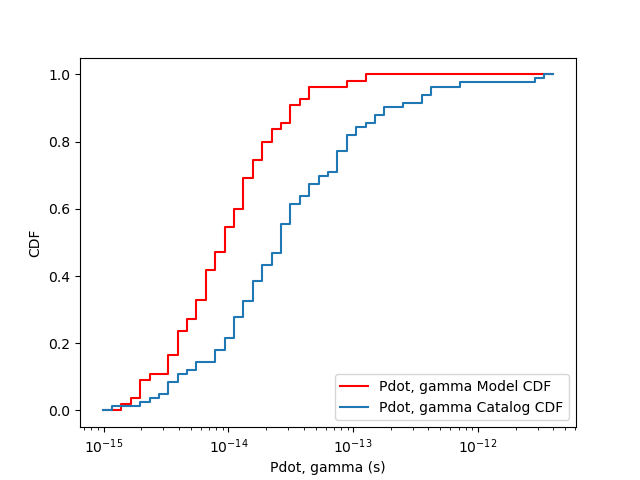 1.0
0.8
0.6
0.4
0.2
0.0
CDF
10⁻¹⁵ 10⁻¹⁴ 10⁻¹³ 10⁻¹²
Pdot, gamma (s)
Pdot, gamma Model CDF
Pdot, gamma Catalog CDF